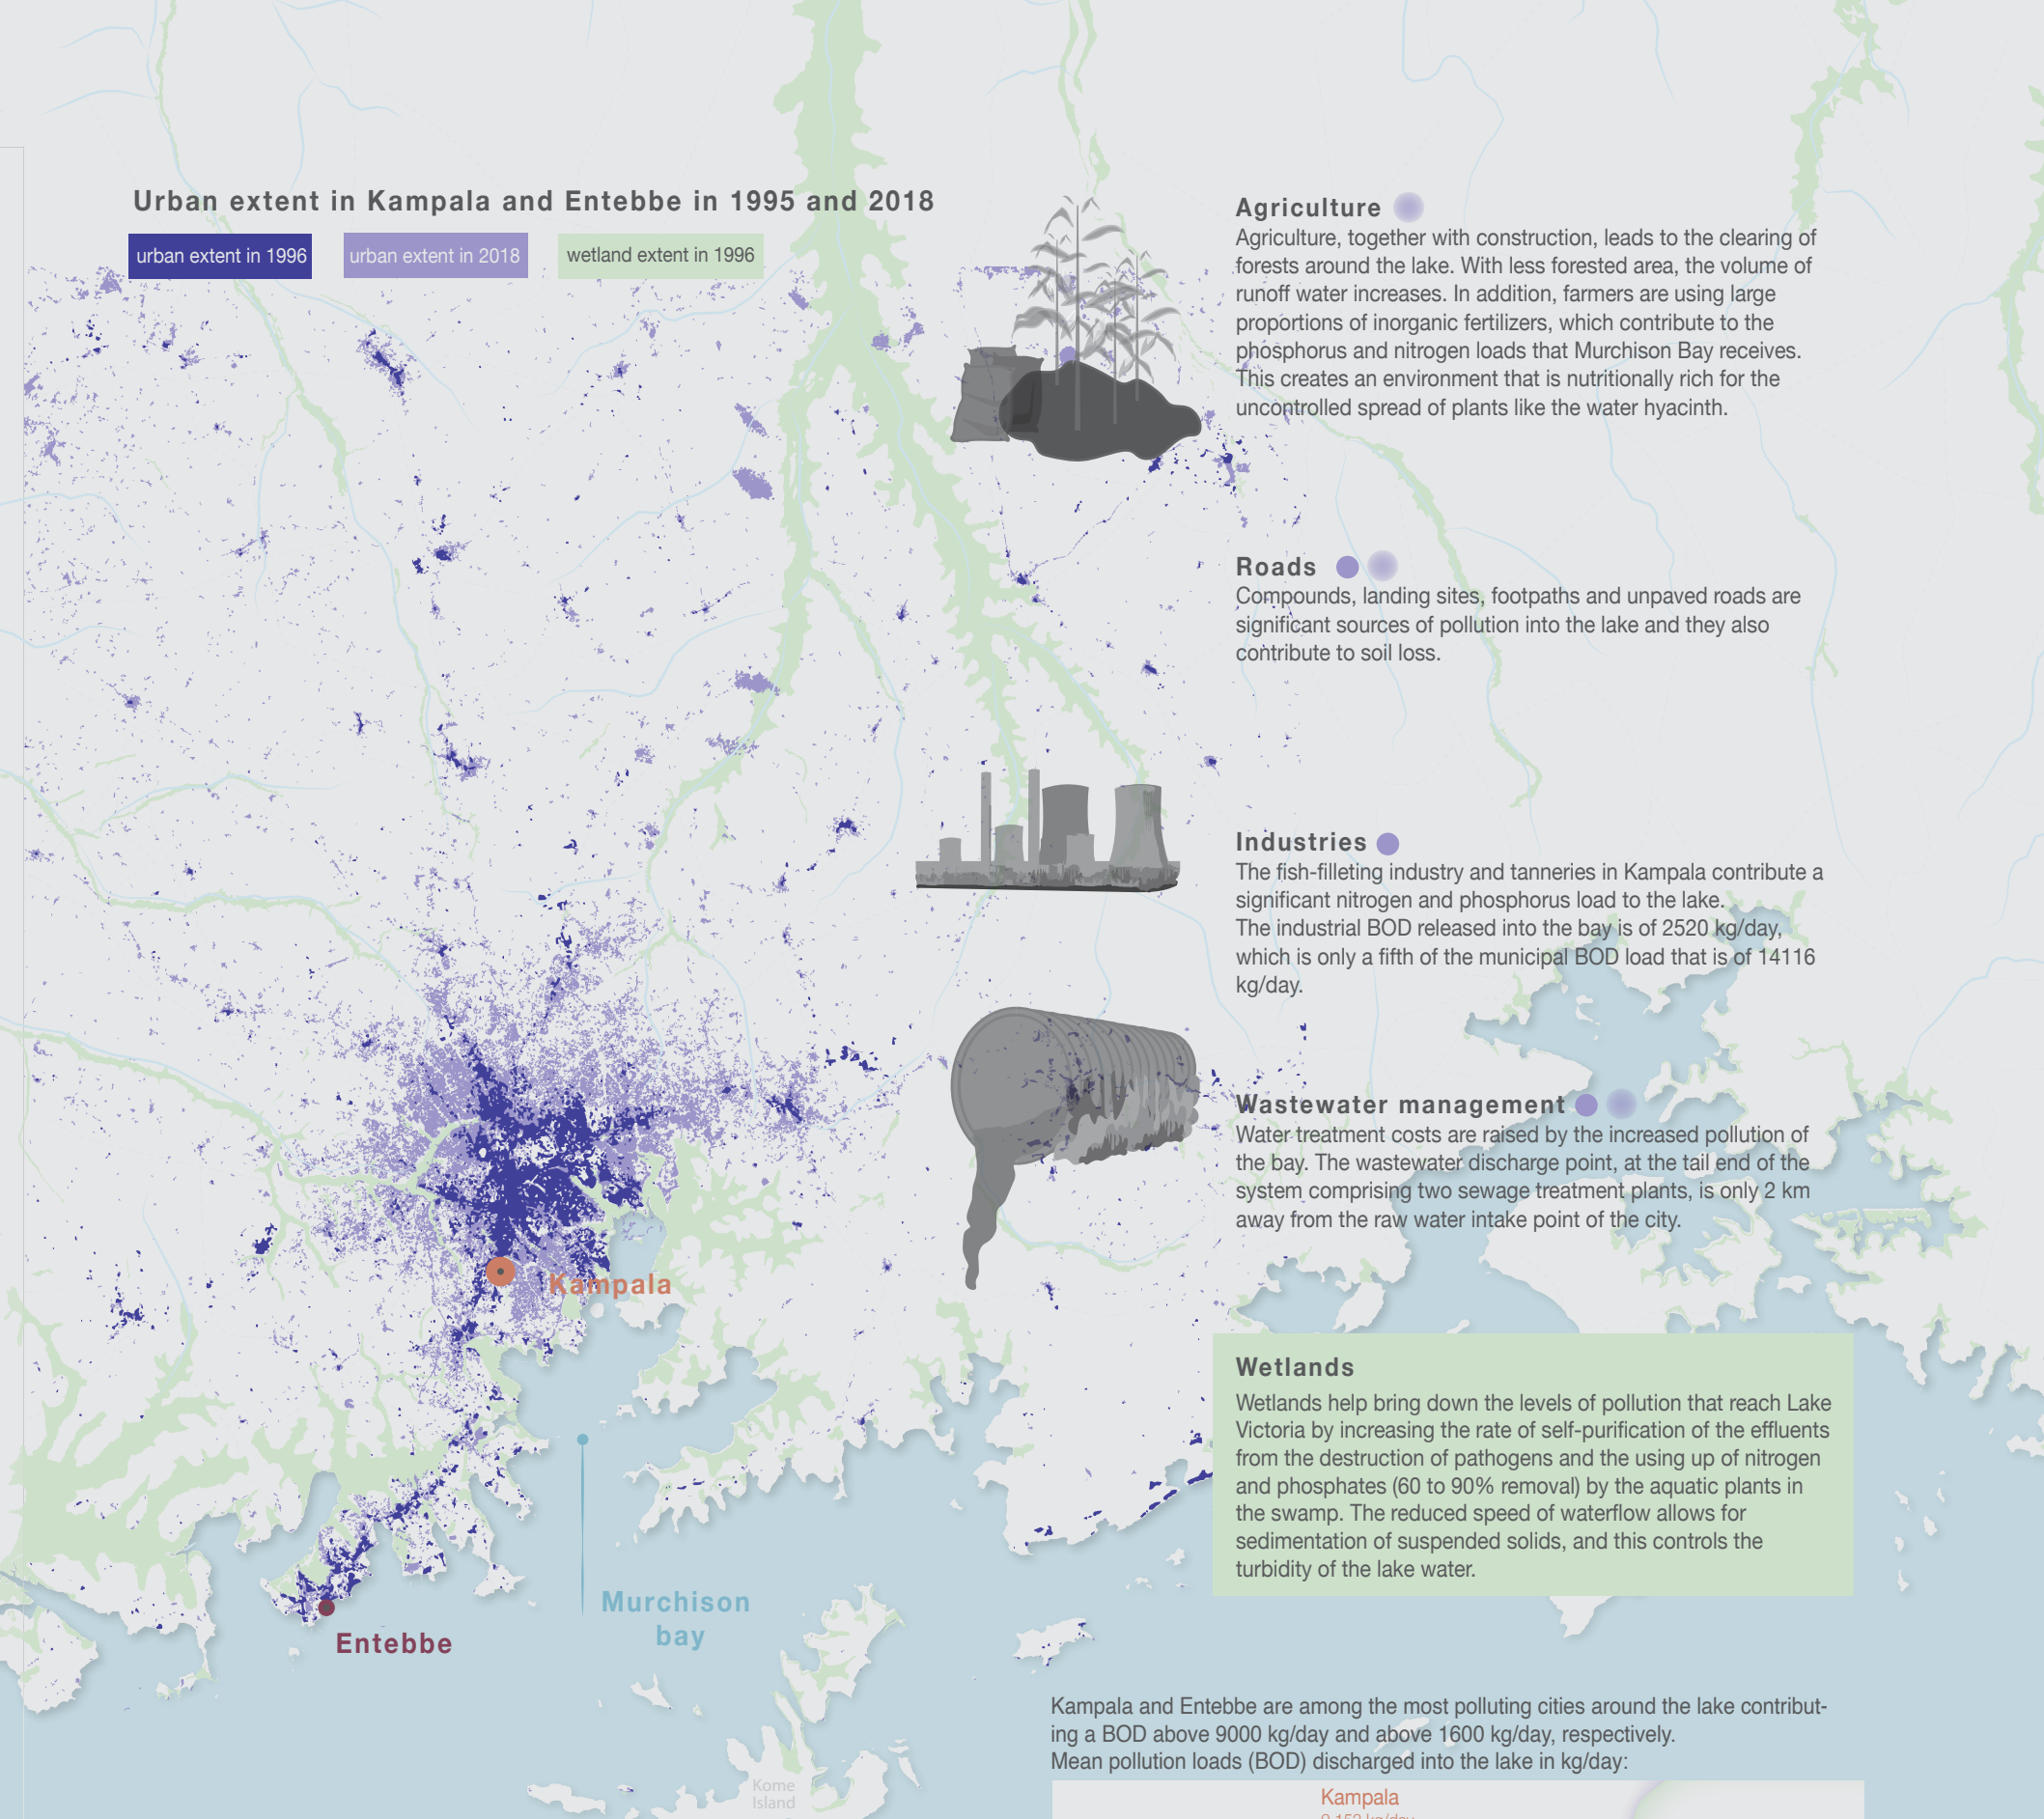 Urban extent in Kampala and Entebbe in 1995 and 2018
urban extent in 1996
urban extent in 2018
wetland extent in 1996
Agriculture
Agriculture, together with construction, leads to the clearing of
forests around the lake. With less forested area, the volume of
runoff water increases. In addition, farmers are using large
proportions of inorganic fertilizers, which contribute to the
phosphorus and nitrogen loads that Murchison Bay receives.
This creates an environment that is nutritionally rich for the
uncontrolled spread of plants like the water hyacinth.
Roads
Compounds, landing sites, footpaths and unpaved roads are
significant sources of pollution into the lake and they also
contribute to soil loss.
Industries
The fish-filleting industry and tanneries in Kampala contribute a
significant nitrogen and phosphorus load to the lake.
The industrial BOD released into the bay is of 2520 kg/day,
which is only a fifth of the municipal BOD load that is of 14116
kg/day.
Wastewater management
Water treatment costs are raised by the increased pollution of
the bay. The wastewater discharge point, at the tail end of the
system comprising two sewage treatment plants, is only 2 km
away from the raw water intake point of the city.
Kampala
Wetlands
Wetlands help bring down the levels of pollution that reach Lake
Victoria by increasing the rate of self-purification of the effluents
from the destruction of pathogens and the using up of nitrogen
and phosphates (60 to 90% removal) by the aquatic plants in
the swamp. The reduced speed of waterflow allows for
sedimentation of suspended solids, and this controls the
turbidity of the lake water.
Murchison
bay
Entebbe
Kampala and Entebbe are among the most polluting cities around the lake contribut-
ing a BOD above 9000 kg/day and above 1600 kg/day, respectively.
Mean pollution loads (BOD) discharged into the lake in kg/day:
Kome
Island
Kampala